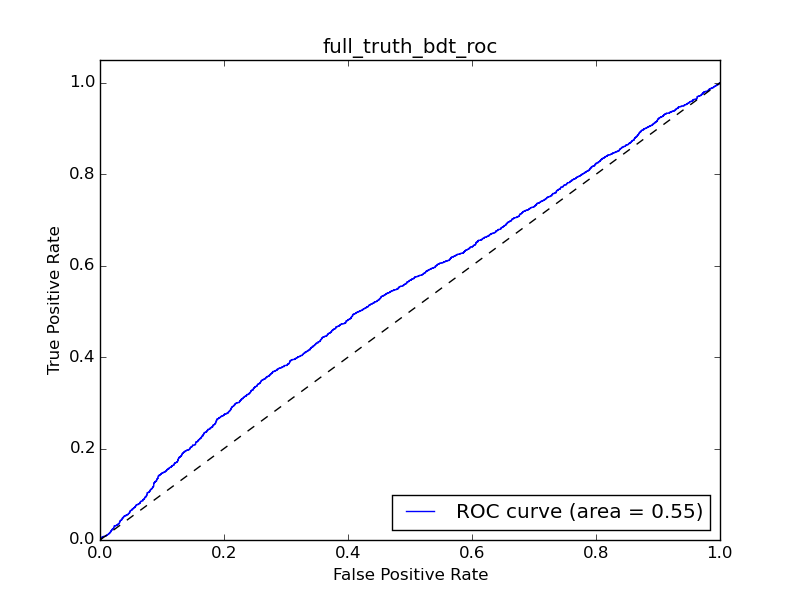 full_truth_bdt_roc
1.0
0.8
0.6
0.4
0.2
0.0
True Positive Rate
ROC curve (area = 0.55)
0.0 0.2 0.4 0.6 0.8 1.0
False Positive Rate